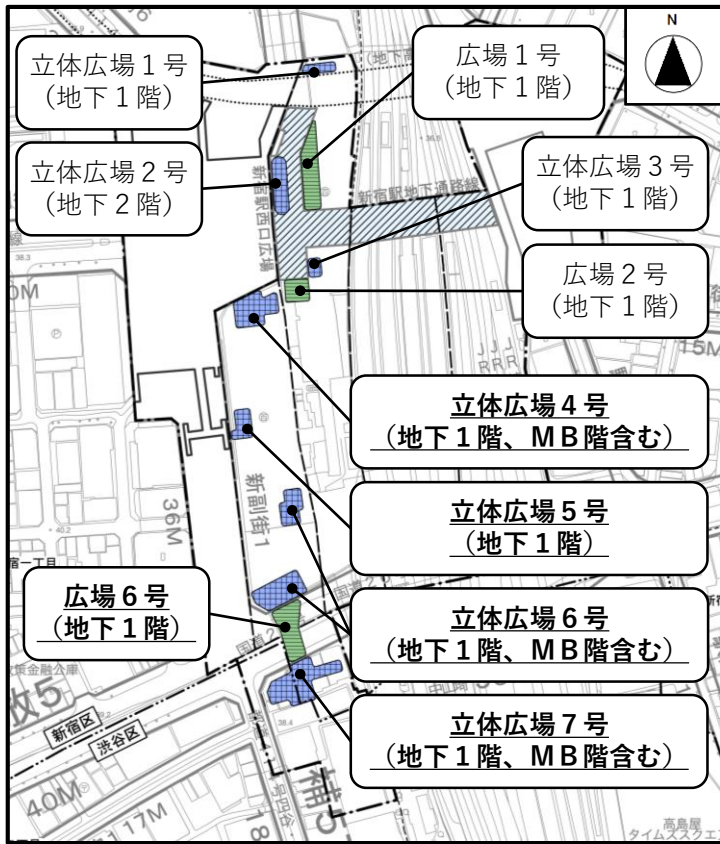 N
立体広場１号
（地下１階）
広場１号
（地下１階）
立体広場２号
（地下２階）
立体広場３号
（地下１階）
新宿駅西口広場
新宿駅地下通路線
広場２号
（地下１階）
立体広場４号
（地下１階、ＭＢ階含む）
立体広場５号
（地下１階）
新副街1
36M
15M
広場６号
（地下１階）
立体広場６号
（地下１階、ＭＢ階含む）
立体広場７号
（地下１階、ＭＢ階含む）
新宿区
渋谷区
補5
40M
17M
高島屋
タイムズスクエア